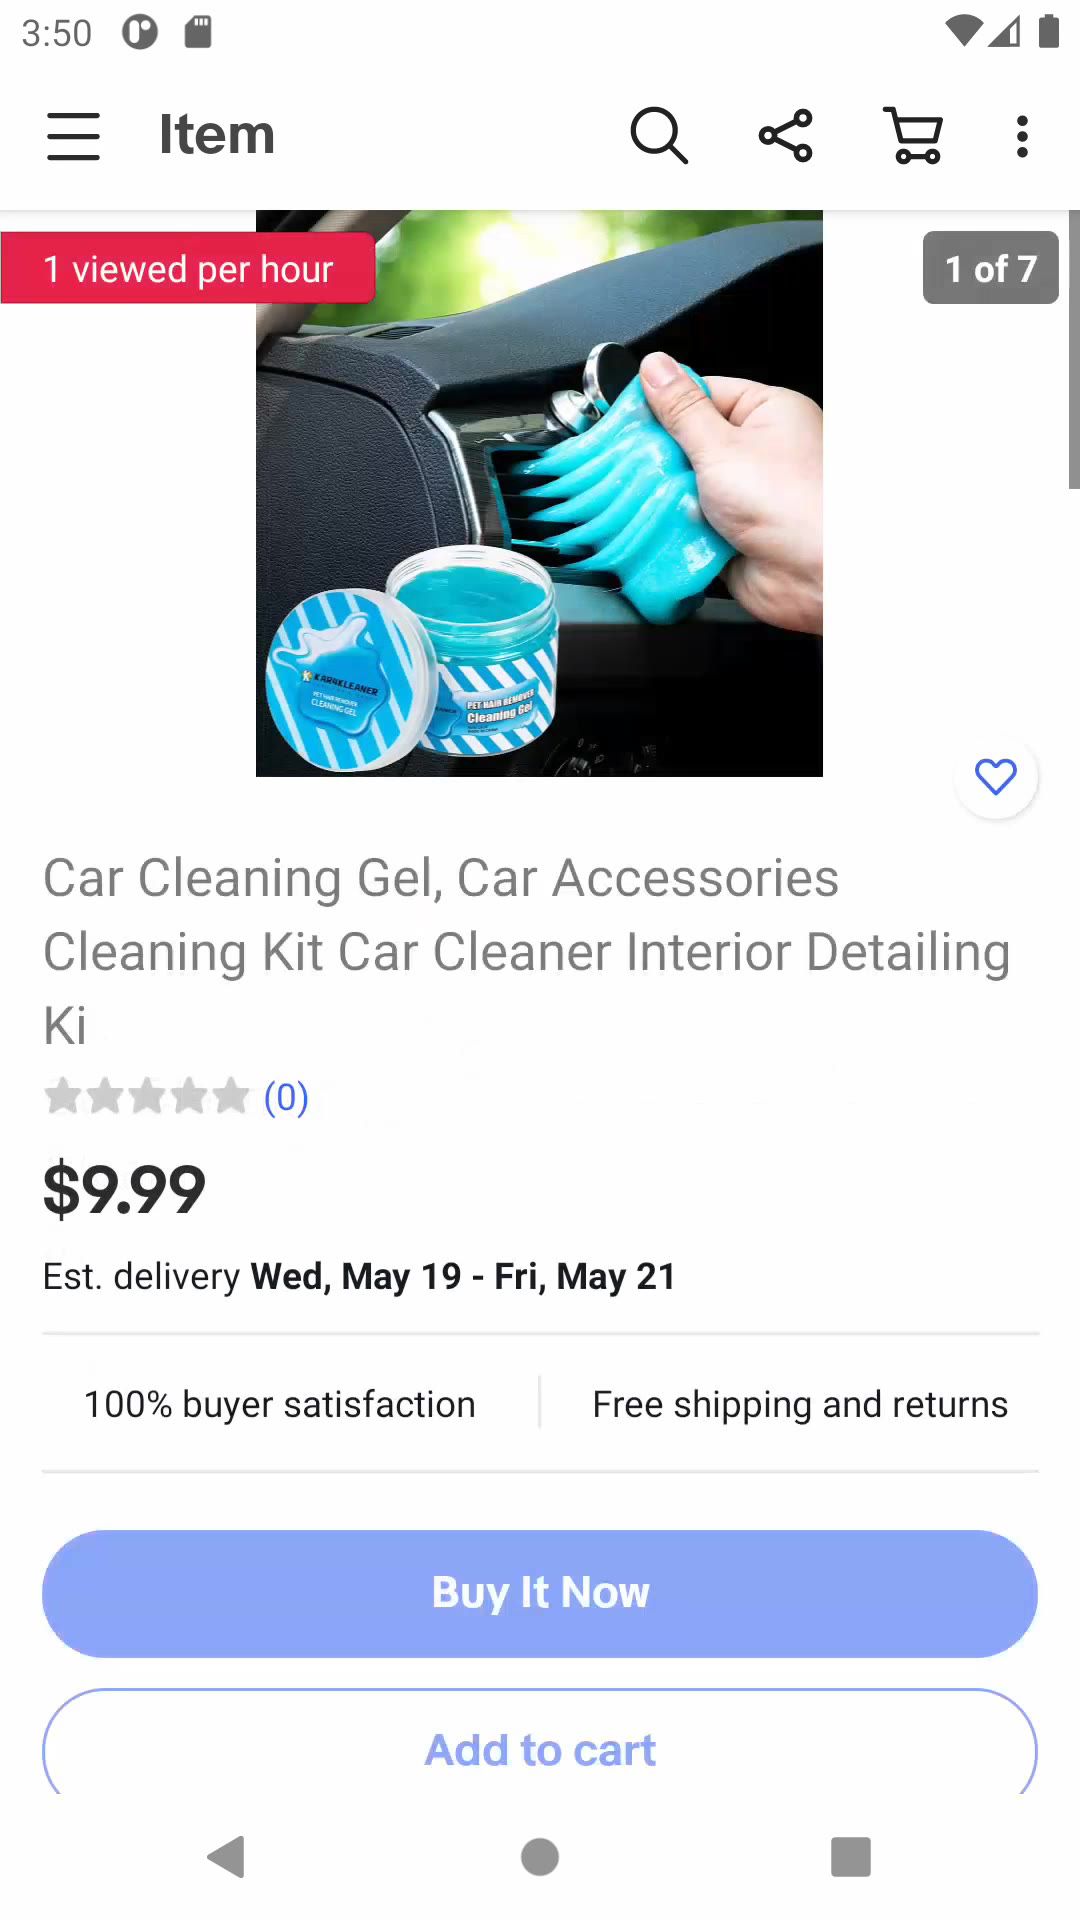 3:50
Item
1 viewed per hour
1 of 7
KAR4KLEANER
PET HAIR REMOVER
CLEANING GEL
PET HAIR REMOVER
Cleaning Gel
Car Cleaning Gel, Car Accessories
Cleaning Kit Car Cleaner Interior Detailing
Ki
(0)
$9.99
Est. delivery Wed, May 19 - Fri, May 21
100% buyer satisfaction
Free shipping and returns
Buy It Now
Add to cart